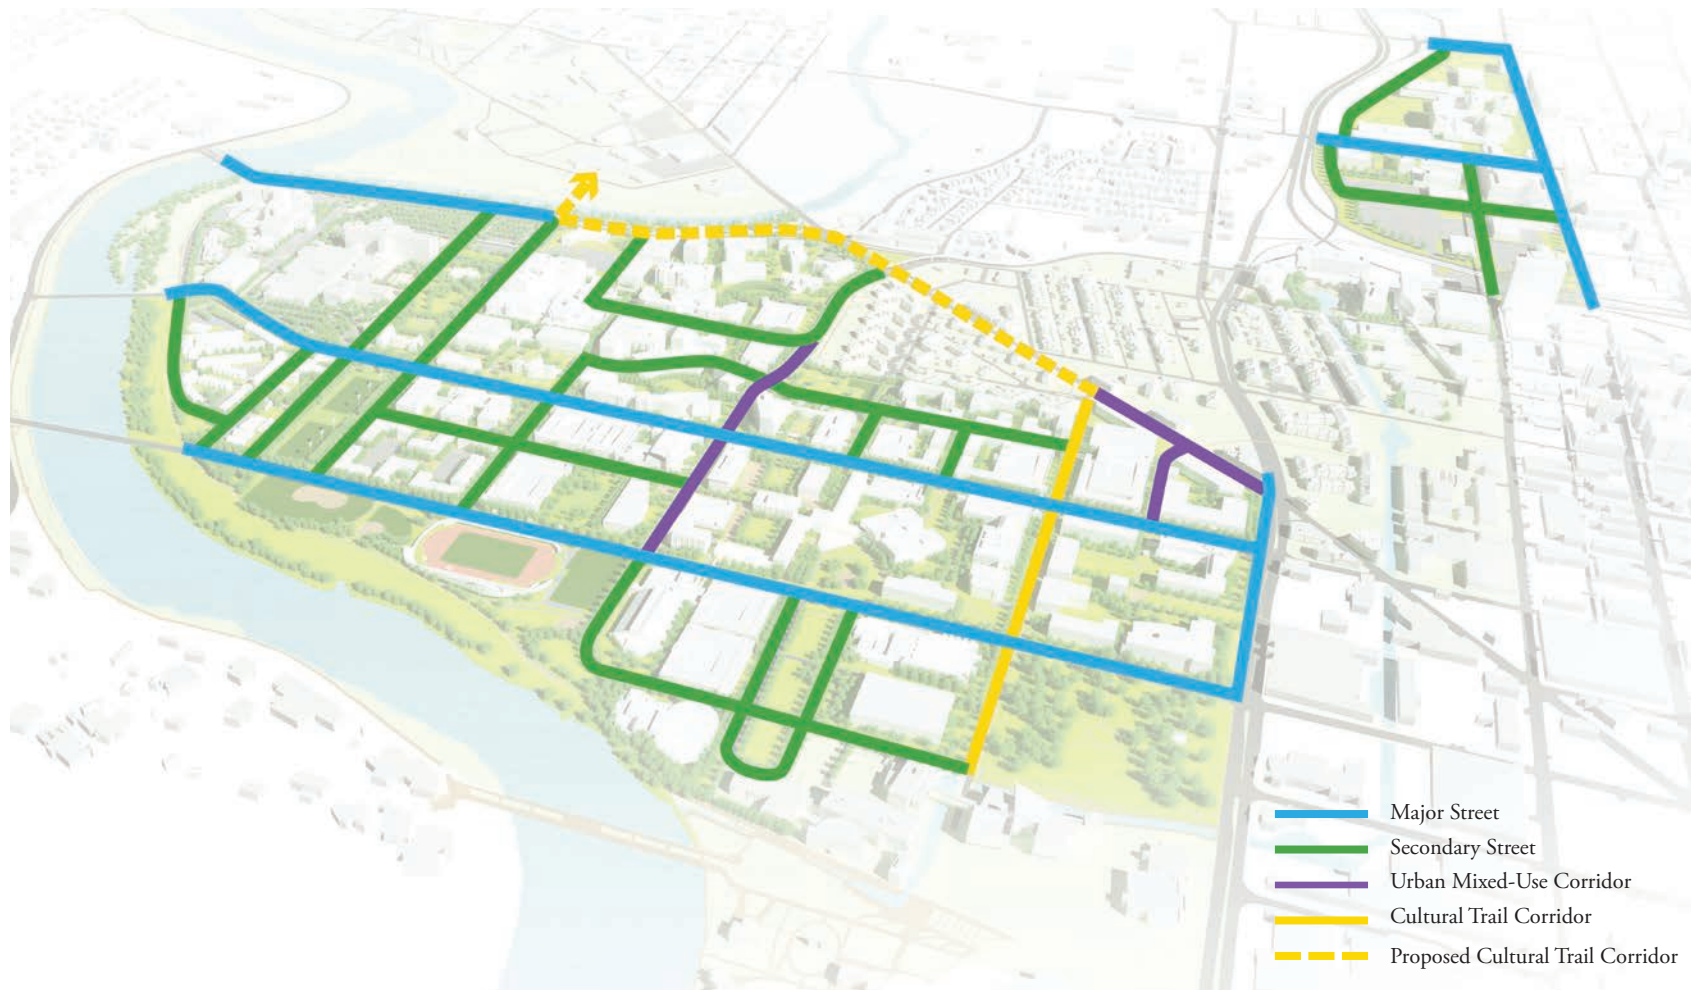 Major Street
Secondary Street
Urban Mixed-Use Corridor
Cultural Trail Corridor
Proposed Cultural Trail Corridor